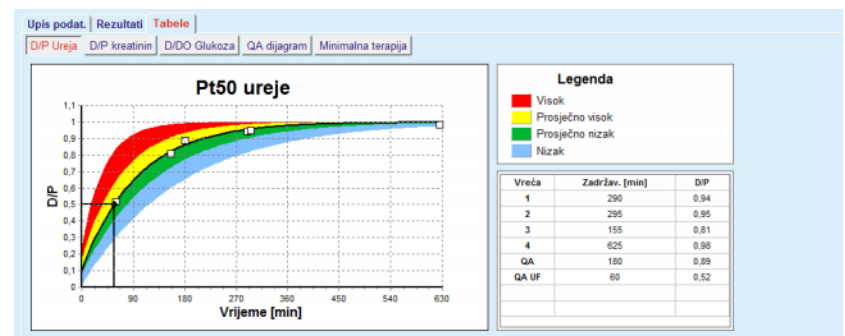 Upis podat. Rezultati Tabele
D/P Ureja D/P kreatinin D/DO Glukoza QA dijagram Minimalna terapija
Pt50 ureje
1,1
1
0,9
0,8
0,7
0,6
0,5
0,4
0,3
0,2
0,1
0
D/P
0 90 180 270 360 450 540 630
Vrijeme [min]
Legenda
Visok
Prosječno visok
Prosječno nizak
Nizak
Vreća Zadržav. [min] D/P
1 290 0,94
2 295 0,95
3 155 0,81
4 625 0,98
QA 180 0,89
QA UF 60 0,52